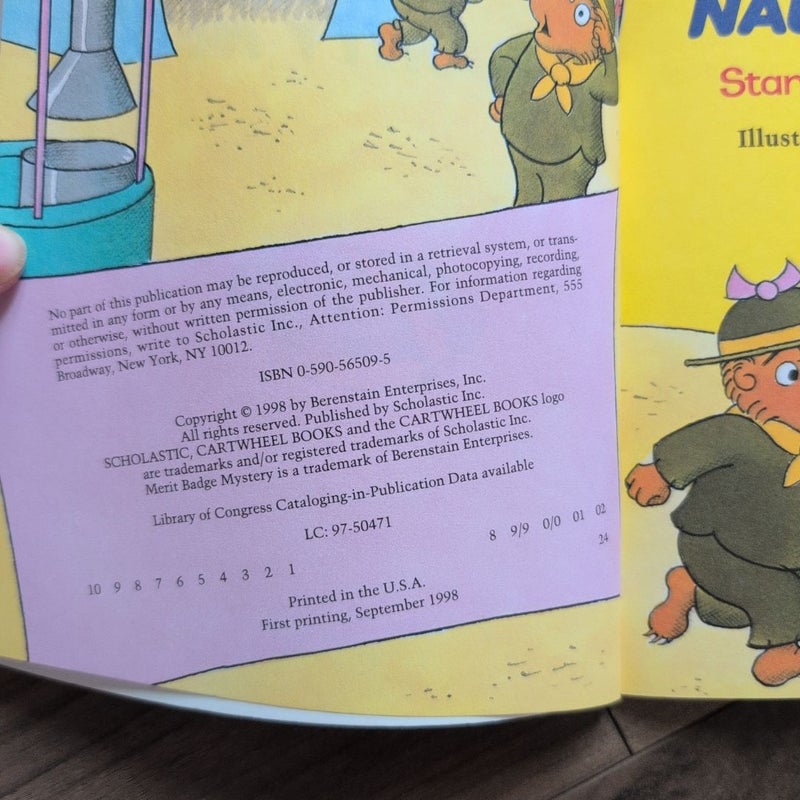 No part of this publication may be reproduced, or stored in a retrieval system, or trans-
mitted in any form or by any means, electronic, mechanical, photocopying, recording,
or otherwise, without written permission of the publisher. For information regarding
permissions, write to Scholastic Inc., Attention: Permissions Department, 555
Broadway, New York, NY 10012.
ISBN 0-590-56509-5
Copyright © 1998 by Berenstain Enterprises, Inc.
All rights reserved. Published by Scholastic Inc.
SCHOLASTIC, CARTWHEEL BOOKS and the CARTWHEEL BOOKS logo
are trademarks and/or registered trademarks of Scholastic Inc.
Merit Badge Mystery is a trademark of Berenstain Enterprises.
Library of Congress Cataloging-in-Publication Data available
LC: 97-50471
10 9 8 7 6 5 4 3 2 1 8 9/9 0/0 01 02
24
Printed in the U.S.A.
First printing, September 1998